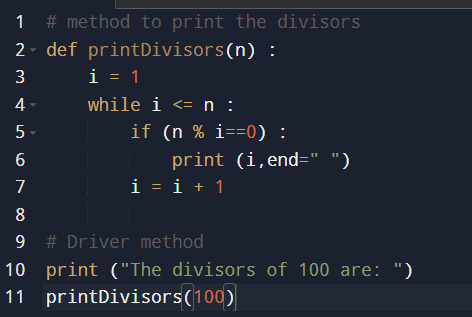 1 # method to print the divisors
2 def printDivisors(n) :
3     i = 1
4     while i <= n :
5         if (n % i==0) :
6             print (i,end=" ")
7         i = i + 1
8
9 # Driver method
10 print ("The divisors of 100 are: ")
11 printDivisors(100)